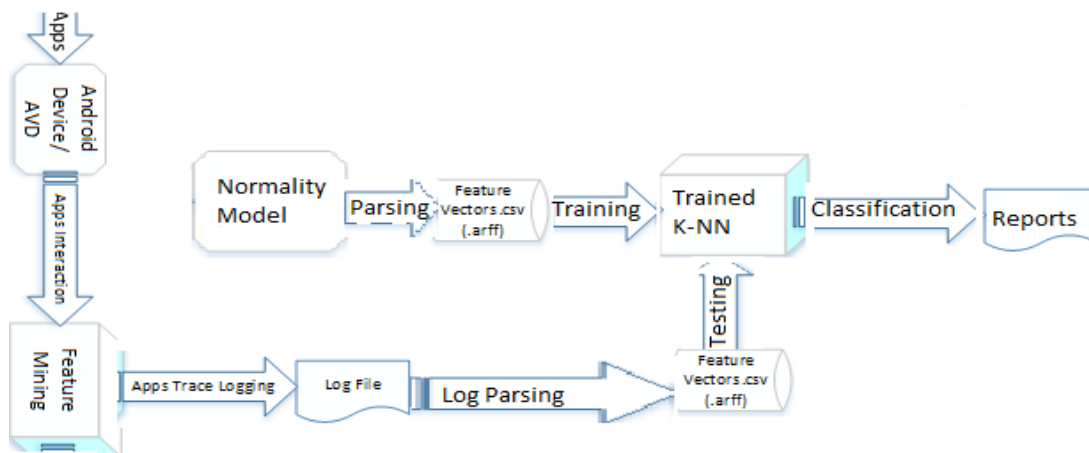 Apps
Android
Device/
AVD
Apps Interaction
Feature
Mining
Normality
Model
Parsing
Feature
Vectors.csv
(.arff)
Training
Trained
K-NN
Classification
Reports
Testing
Apps Trace Logging
Log File
Log Parsing
Feature
Vectors.csv
(.arff)